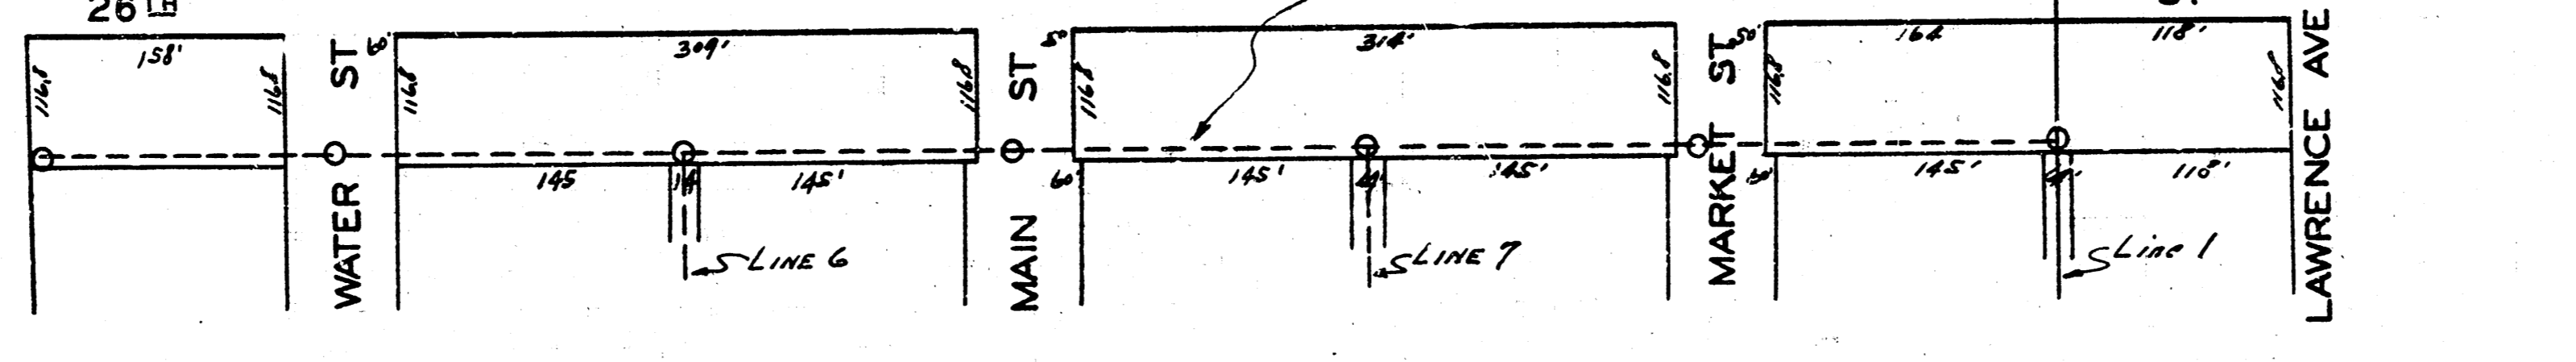 26TH
158' 60' 309' 50' 314' 50' 164 118'
116.8 116.8 116.8 116.8 116.8 116.8 116.8 116.8
WATER ST
MAIN ST
MARKET ST
LAWRENCE AVE
145 14 145' 60' 145' 145' 145' 118'
LINE 6 LINE 7 Line 1